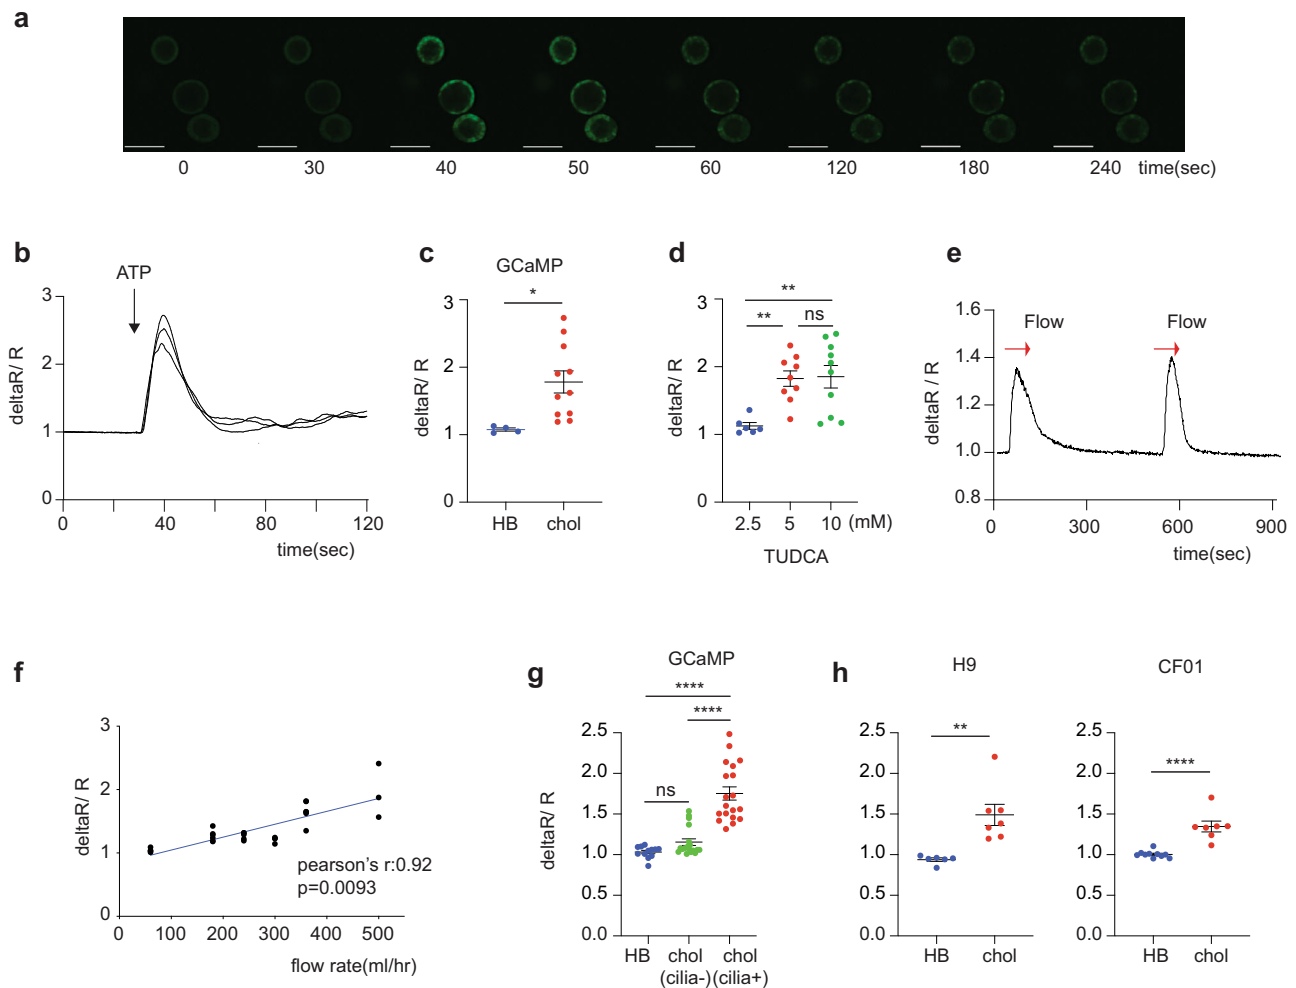 a
0 30 40 50 60 120 180 240 time(sec)
b
ATP
deltaR/ R
3
2
1
0
0 40 80 120
time(sec)
c
GCaMP
*
deltaR/ R
3
2
1
0
HB chol
d
**
** ns
deltaR/ R
3
2
1
0
2.5 5 10 (mM)
TUDCA
e
Flow Flow
deltaR / R
1.6
1.4
1.2
1.0
0.8
0 300 600 900
time(sec)
f
deltaR/ R
3
2
1
0
pearson's r:0.92
p=0.0093
0 100 200 300 400 500
flow rate(ml/hr)
g
GCaMP
****
****
ns
deltaR/ R
2.5
2.0
1.5
1.0
0.5
0.0
HB chol chol
(cilia-) (cilia+)
h
H9
**
2.5
2.0
1.5
1.0
0.5
0.0
HB chol
CF01
****
2.5
2.0
1.5
1.0
0.5
0.0
HB chol